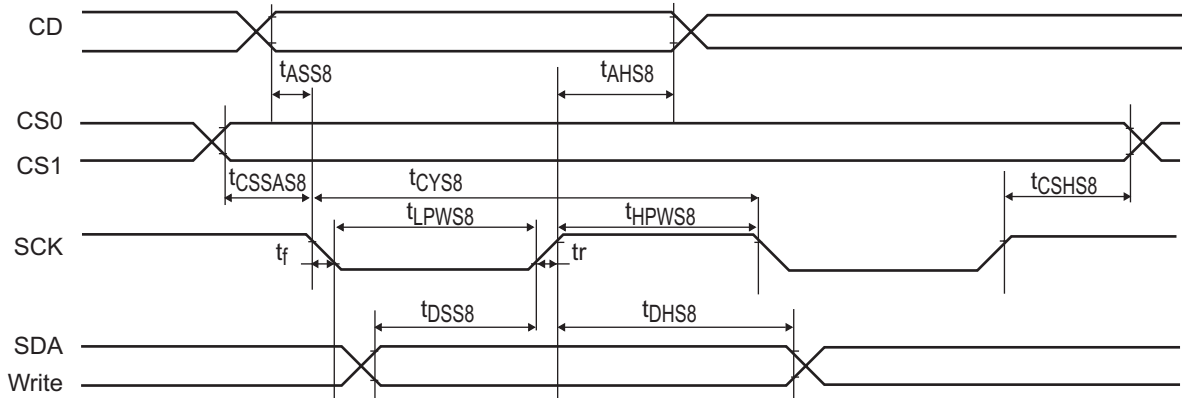 CD
tASS8
tAHS8
CS0
CS1
tCSSAS8
tCYS8
tCSHS8
tLPWS8
tHPWS8
SCK
tf
tr
tDSS8
tDHS8
SDA
Write